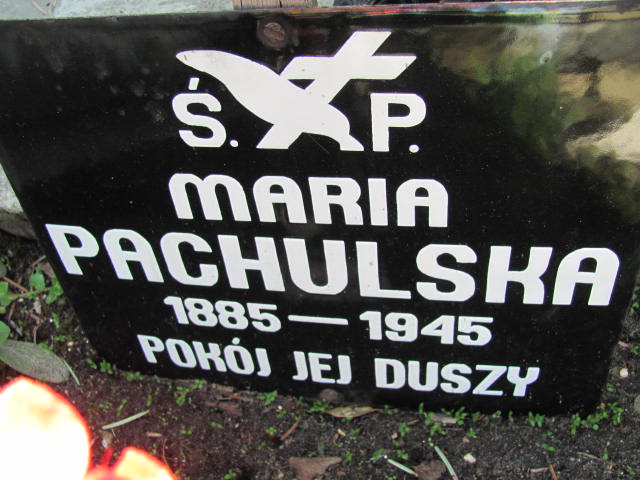 Ś. P.
MARIA
PACHULSKA
1885—1945
POKÓJ JEJ DUSZY